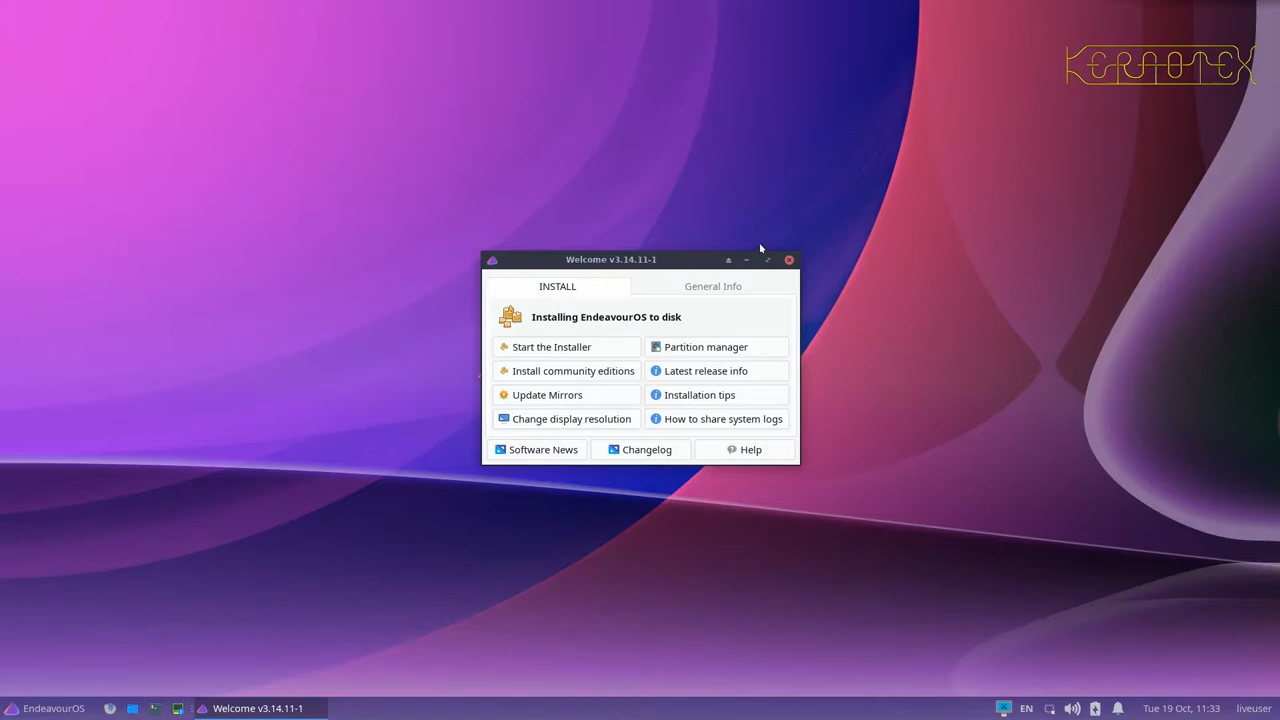 KERNOTEX
Welcome v3.14.11-1
INSTALL
General Info
Installing EndeavourOS to disk
Start the Installer
Partition manager
Install community editions
Latest release info
Update Mirrors
Installation tips
Change display resolution
How to share system logs
Software News
Changelog
Help
EndeavourOS
Welcome v3.14.11-1
EN
Tue 19 Oct, 11:33
liveuser